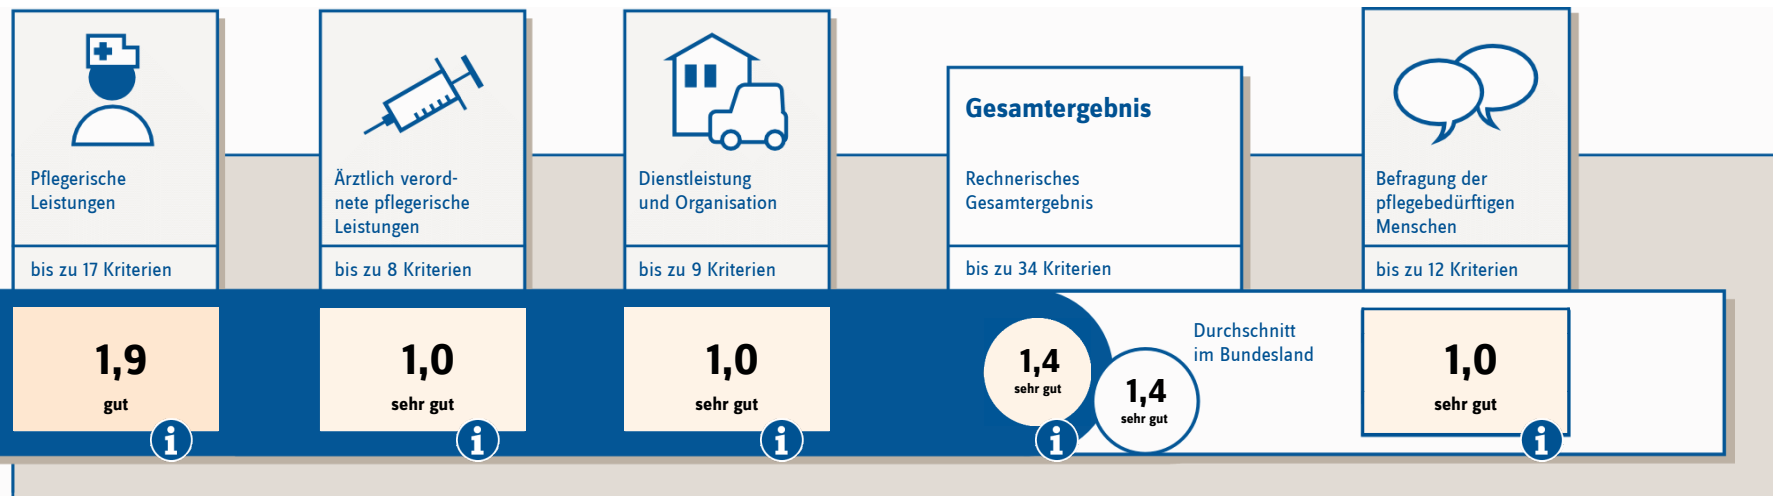 Pflegerische
Leistungen
bis zu 17 Kriterien
1,9
gut
i
Ärztlich verord-
nete pflegerische
Leistungen
bis zu 8 Kriterien
1,0
sehr gut
i
Dienstleistung
und Organisation
bis zu 9 Kriterien
1,0
sehr gut
i
Gesamtergebnis
Rechnerisches
Gesamtergebnis
bis zu 34 Kriterien
1,4
sehr gut
i
Durchschnitt
im Bundesland
1,4
sehr gut
Befragung der
pflegebedürftigen
Menschen
bis zu 12 Kriterien
1,0
sehr gut
i